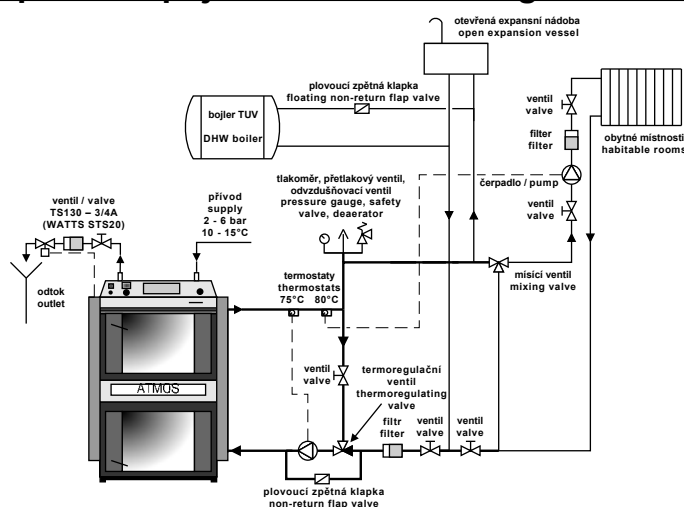 otevřená expansní nádoba
open expansion vessel
plovoucí zpětná klapka
floating non-return flap valve
bojler TUV
DHW boiler
ventil
valve
filter
filter
obytné místnosti
habitable rooms
tlakoměr, přetlakový ventil,
odvzdušňovací ventil
pressure gauge, safety
valve, deaerator
čerpadlo / pump
ventil
valve
ventil / valve
TS130 – 3/4A
(WATTS STS20)
přívod
supply
2 - 6 bar
10 - 15°C
odtok
outlet
termostaty
thermostats
75°C 80°C
misicí ventil
mixing valve
ATMOS
ventil
valve
termoregulační
ventil
thermoregulating
valve
filtr
filter
ventil
valve
ventil
valve
plovoucí zpětná klapka
non-return flap valve